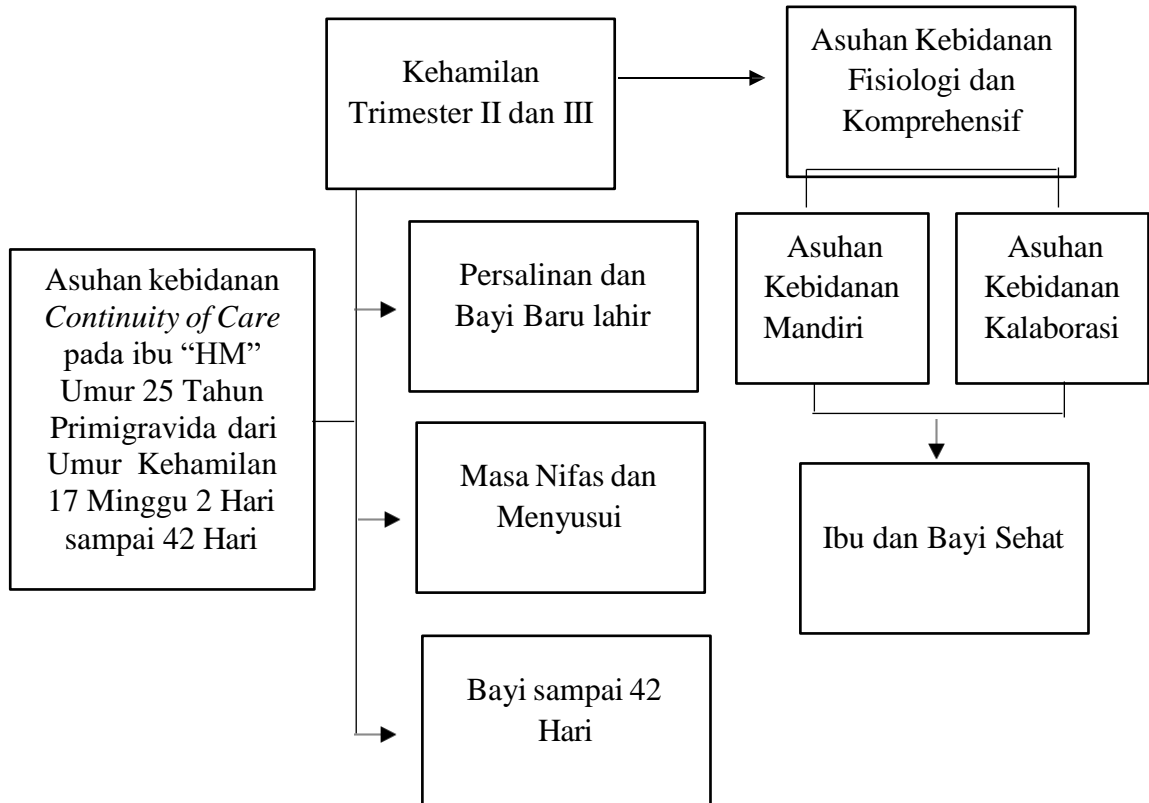 Kehamilan
Trimester II dan III
Asuhan Kebidanan
Fisiologi dan
Komprehensif
Asuhan kebidanan
Continuity of Care
pada ibu “HM”
Umur 25 Tahun
Primigravida dari
Umur Kehamilan
17 Minggu 2 Hari
sampai 42 Hari
Persalinan dan
Bayi Baru lahir
Asuhan
Kebidanan
Mandiri
Asuhan
Kebidanan
Kalaborasi
Masa Nifas dan
Menyusui
Ibu dan Bayi Sehat
Bayi sampai 42
Hari